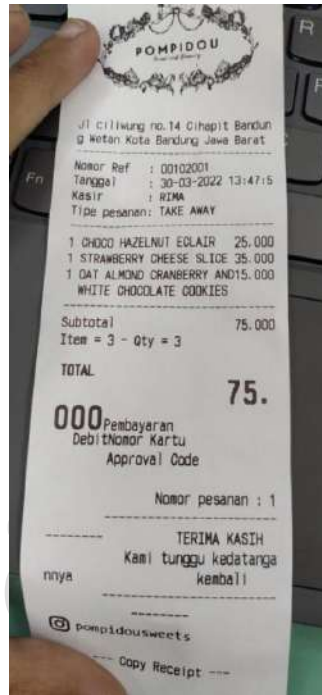 POMPIDOU
Jl ciliwung no.14 Cihapit Bandun
g Wetan Kota Bandung Jawa Barat
Nomor Ref : 00102001
Tanggal : 30-03-2022 13:47:5
Kasir : RIMA
Tipe pesanan: TAKE AWAY
1 CHOCO HAZELNUT ECLAIR 25.000
1 STRAWBERRY CHEESE SLICE 35.000
1 OAT ALMOND CRANBERRY AND15.000
WHITE CHOCOLATE COOKIES
Subtotal 75.000
Item = 3 - Qty = 3
TOTAL
75.
000Pembayaran
DebitNomor Kartu
Approval Code
Nomor pesanan : 1
TERIMA KASIH
Kami tunggu kedatanga
nnya kembali
pompidousweets
--- Copy Receipt ---
Fn
R